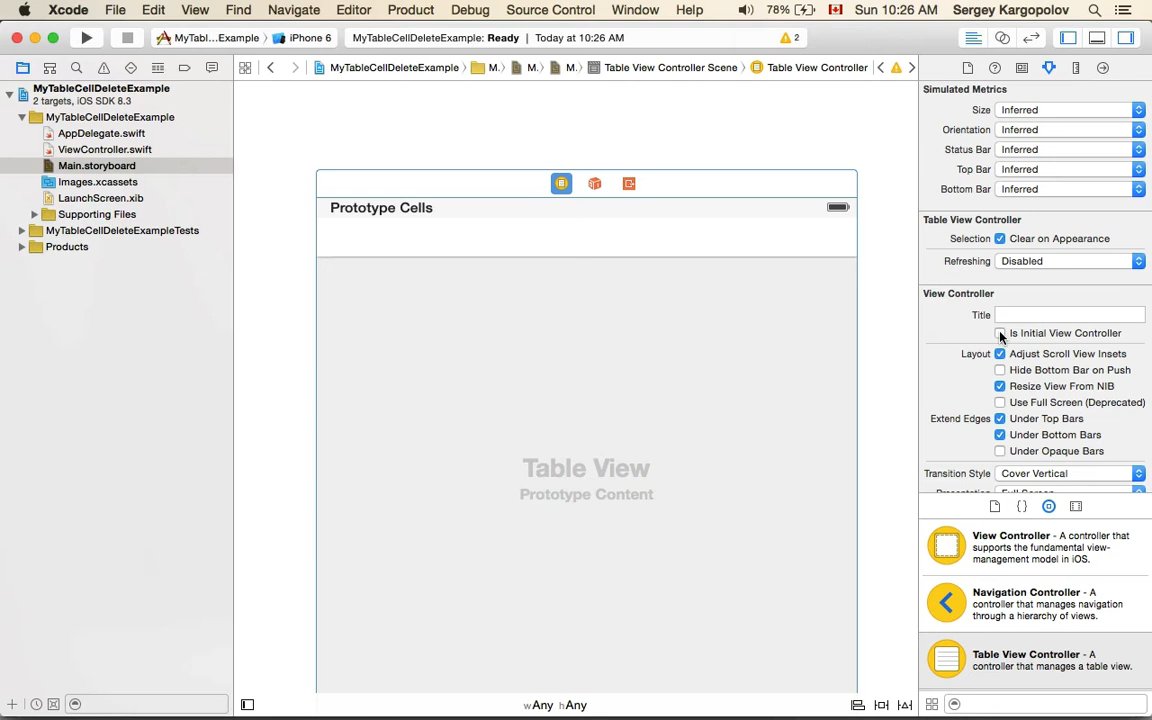 Xcode File Edit View Find Navigate Editor Product Debug Source Control Window Help 78% Sun 10:26 AM Sergey Kargopolov
MyTabl...Example iPhone 6 MyTableCellDeleteExample: Ready Today at 10:26 AM 2
MyTableCellDeleteExample M. M. M. Table View Controller Scene Table View Controller
MyTableCellDeleteExample
2 targets, iOS SDK 8.3
MyTableCellDeleteExample
AppDelegate.swift
ViewController.swift
Main.storyboard
Images.xcassets
LaunchScreen.xib
Supporting Files
MyTableCellDeleteExampleTests
Products
Prototype Cells
Table View
Prototype Content
wAny hAny
Simulated Metrics
Size Inferred
Orientation Inferred
Status Bar Inferred
Top Bar Inferred
Bottom Bar Inferred
Table View Controller
Selection Clear on Appearance
Refreshing Disabled
View Controller
Title
Is Initial View Controller
Layout Adjust Scroll View Insets
Hide Bottom Bar on Push
Resize View From NIB
Use Full Screen (Deprecated)
Extend Edges Under Top Bars
Under Bottom Bars
Under Opaque Bars
Transition Style Cover Vertical
Presentation Full Screen
View Controller - A controller that
supports the fundamental view-
management model in iOS.
Navigation Controller - A
controller that manages navigation
through a hierarchy of views.
Table View Controller - A
controller that manages a table view.